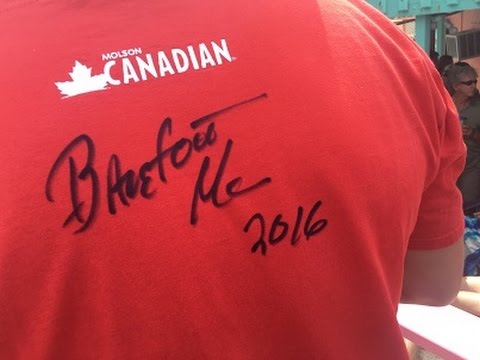 MOLSON
CANADIAN
BAREFOOT
Mc
2016